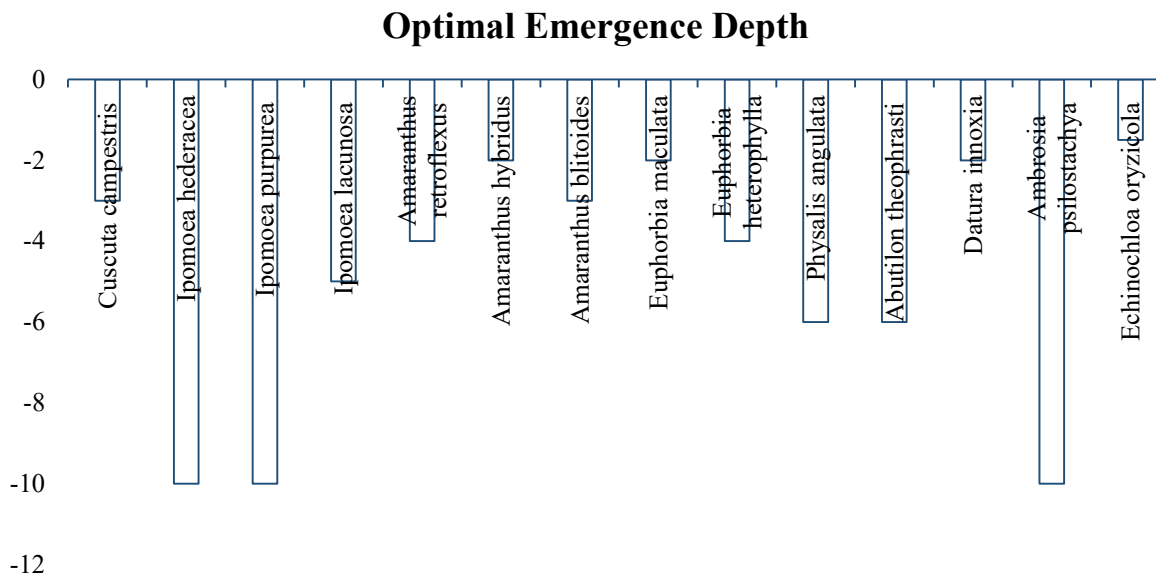 Optimal Emergence Depth
0
-2
-4
-6
-8
-10
-12
Cuscuta campestris
Ipomoea hederacea
Ipomoea purpurea
Ipomoea lacunosa
Amaranthus
retroflexus
Amaranthus hybridus
Amaranthus blitoides
Euphorbia maculata
Euphorbia
heterophylla
Physalis angulata
Abutilon theophrasti
Datura innoxia
Ambrosia
psilostachya
Echinochloa oryzicola